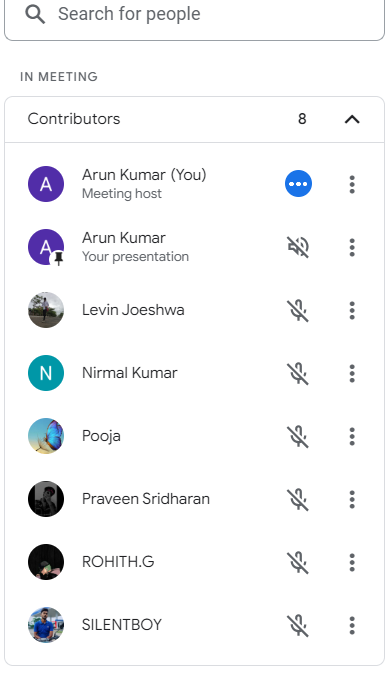 Search for people
IN MEETING
Contributors 8
A Arun Kumar (You)
Meeting host
A Arun Kumar
Your presentation
Levin Joeshwa
N Nirmal Kumar
Pooja
Praveen Sridharan
ROHITH.G
SILENTBOY